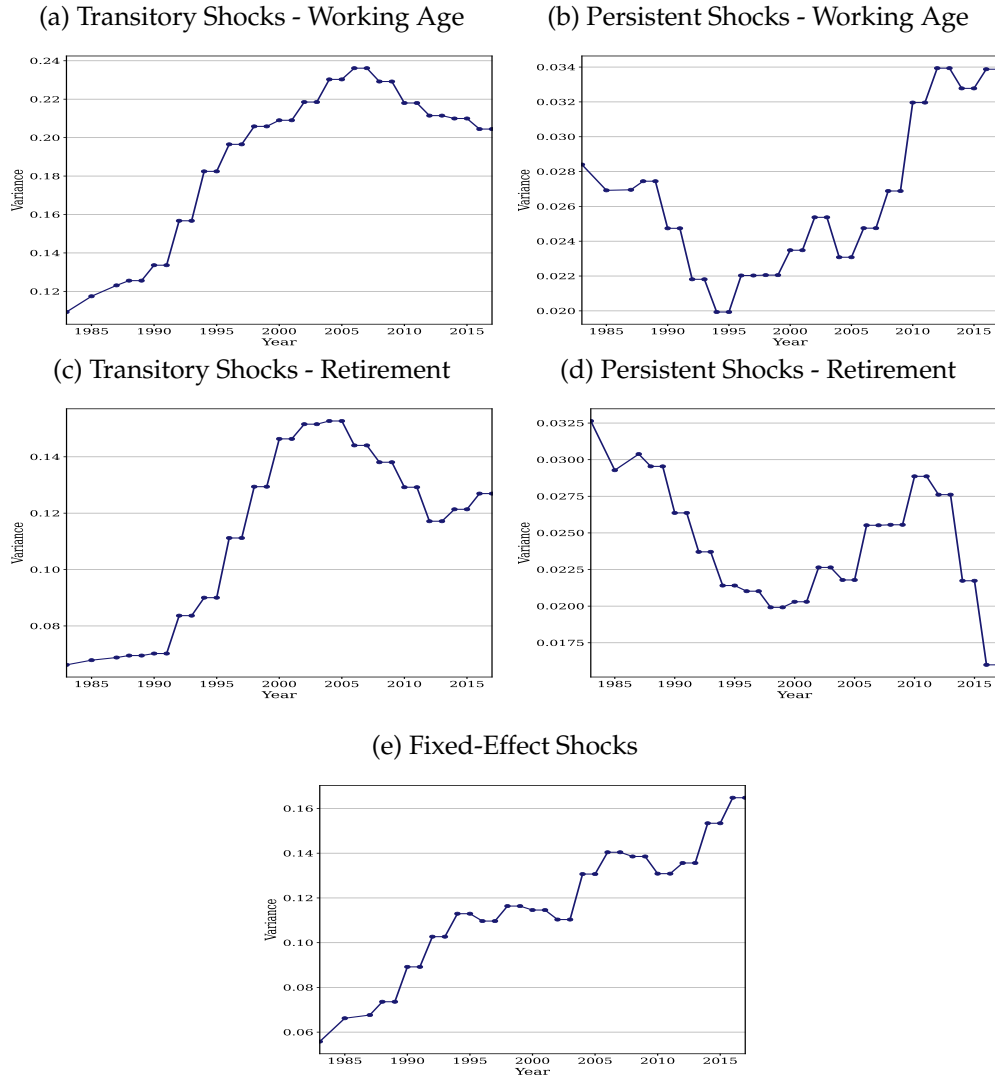 (a) Transitory Shocks - Working Age
(b) Persistent Shocks - Working Age
0.24
0.22
0.20
0.18
0.16
0.14
0.12
Variance
1985 1990 1995 2000 2005 2010 2015
Year
0.034
0.032
0.030
0.028
0.026
0.024
0.022
0.020
Variance
1985 1990 1995 2000 2005 2010 2015
Year
(c) Transitory Shocks - Retirement
(d) Persistent Shocks - Retirement
0.14
0.12
0.10
0.08
Variance
1985 1990 1995 2000 2005 2010 2015
Year
0.0325
0.0300
0.0275
0.0250
0.0225
0.0200
0.0175
Variance
1985 1990 1995 2000 2005 2010 2015
Year
(e) Fixed-Effect Shocks
0.16
0.14
0.12
0.10
0.08
0.06
Variance
1985 1990 1995 2000 2005 2010 2015
Year